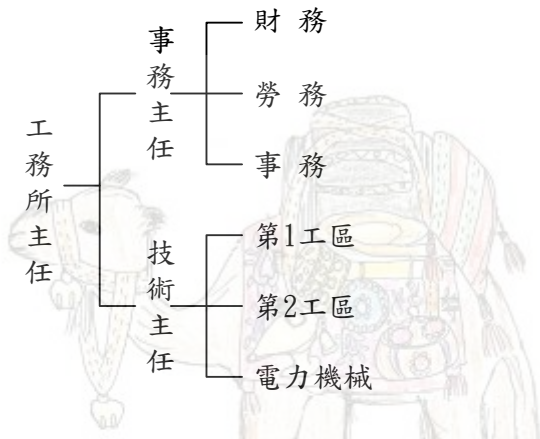 工務所主任
事務主任
財務
勞務
事務
技術主任
第1工區
第2工區
電力機械